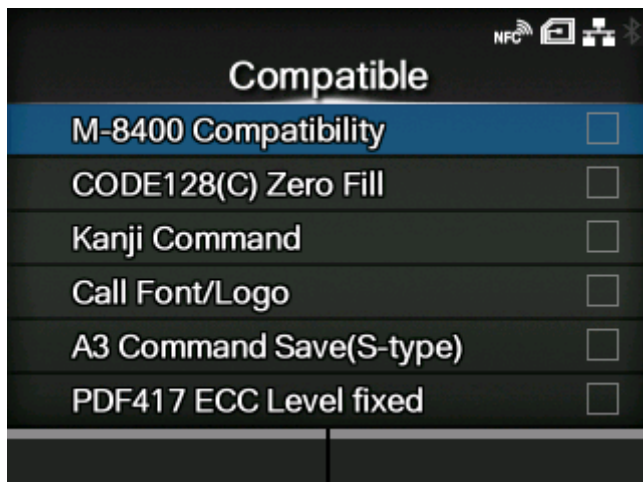 NFC
Compatible
M-8400 Compatibility
CODE128(C) Zero Fill
Kanji Command
Call Font/Logo
A3 Command Save(S-type)
PDF417 ECC Level fixed